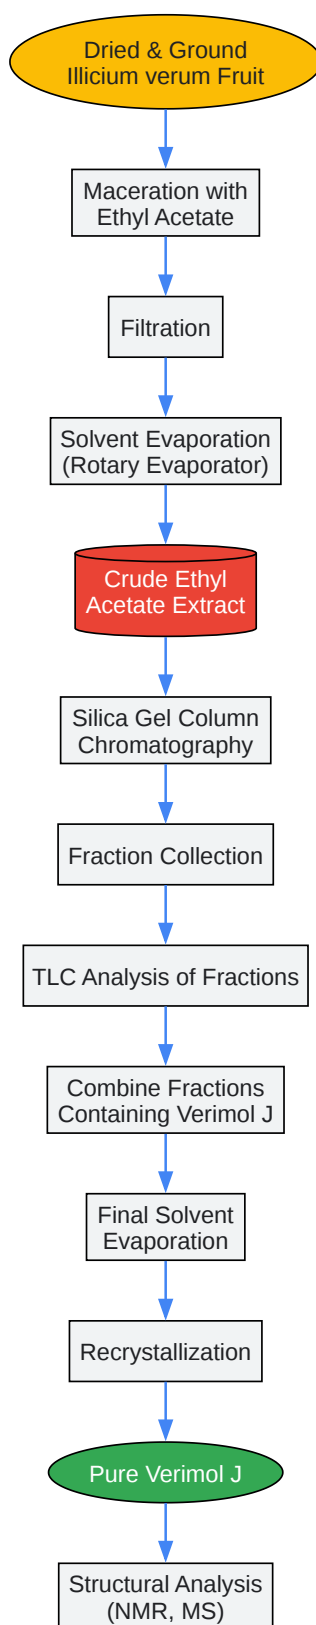 Dried & Ground
Illicium verum Fruit
Maceration with
Ethyl Acetate
Filtration
Solvent Evaporation
(Rotary Evaporator)
Crude Ethyl
Acetate Extract
Silica Gel Column
Chromatography
Fraction Collection
TLC Analysis of Fractions
Combine Fractions
Containing Verimol J
Final Solvent
Evaporation
Recrystallization
Pure Verimol J
Structural Analysis
(NMR, MS)